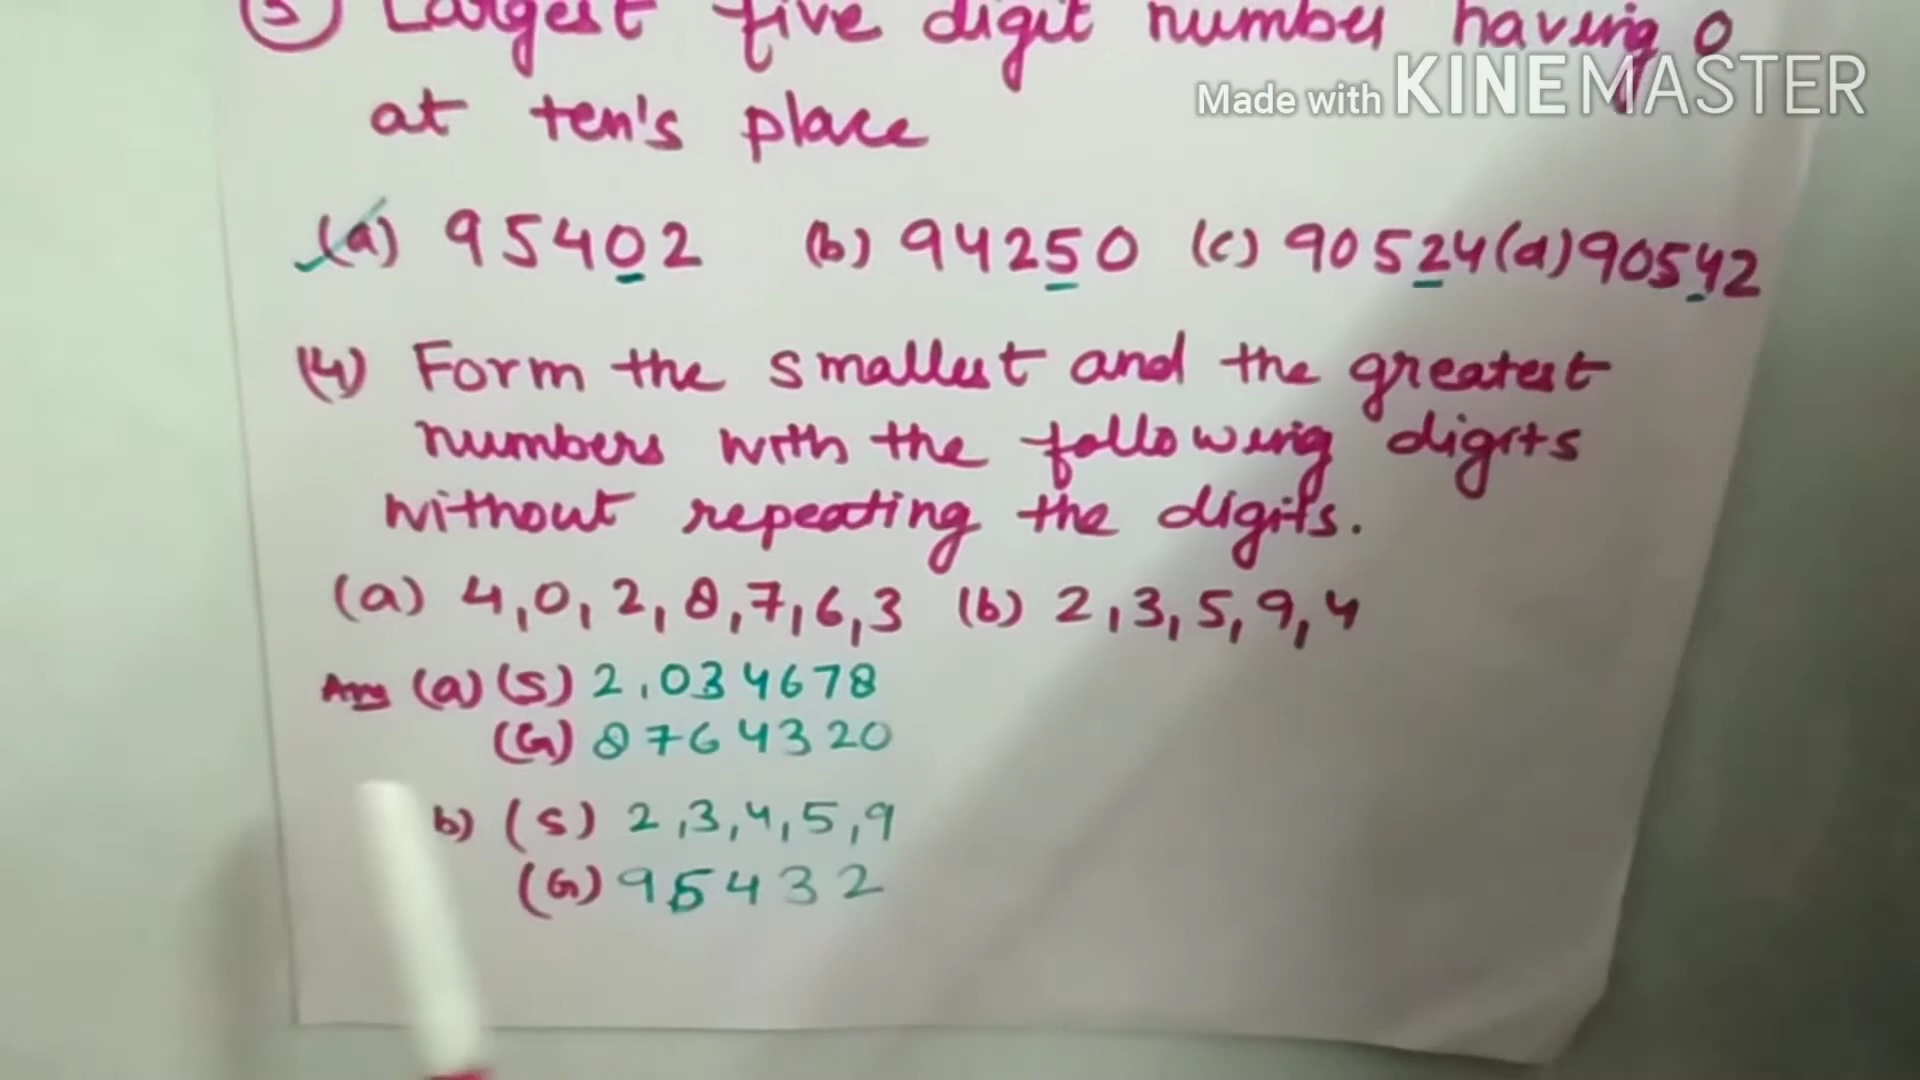 (3) Largest five digit number having 0
Made with KINEMASTER
at ten's place
(a) 95402 (b) 94250 (c) 90524 (d) 90542
(4) Form the smallest and the greatest
numbers with the following digits
without repeating the digits.
(a) 4,0,2,8,7,6,3 (b) 2,3,5,9,4
Ans (a) (S) 2,034678
(G) 8764320
b) (S) 2,3,4,5,9
(G) 95432